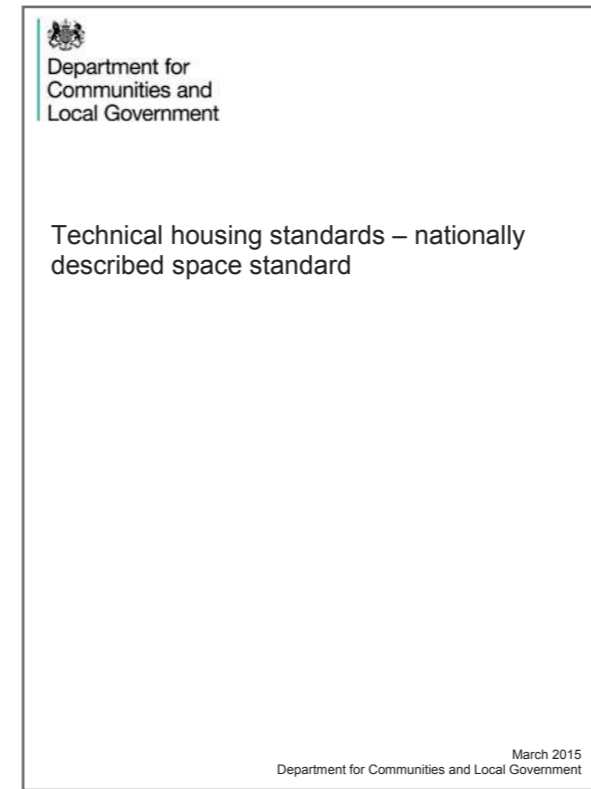 Department for
Communities and
Local Government
Technical housing standards – nationally
described space standard
March 2015
Department for Communities and Local Government